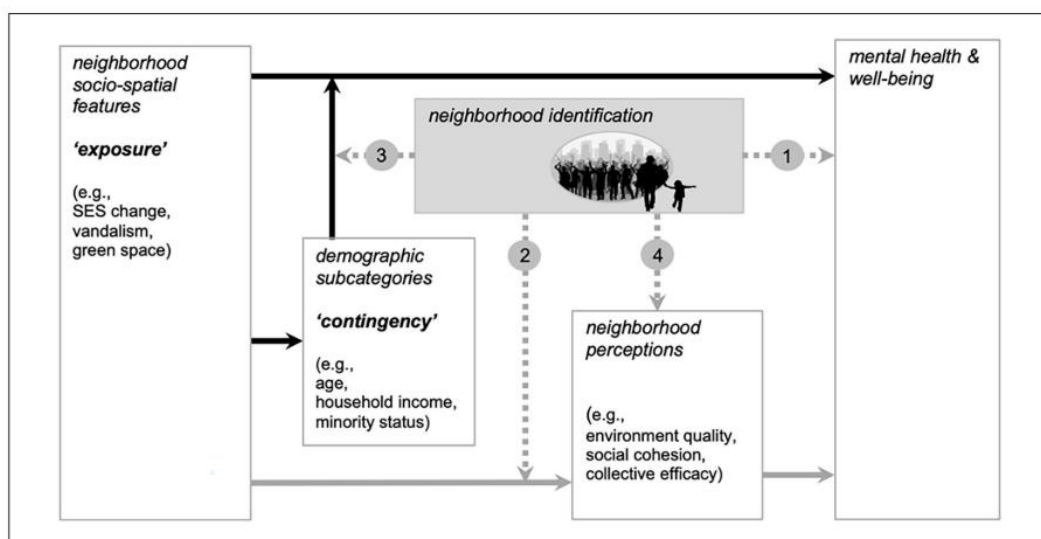 neighborhood
socio-spatial
features
‘exposure’
(e.g.,
SES change,
vandalism,
green space)
mental health &
well-being
neighborhood identification
3
1
2
4
demographic
subcategories
‘contingency’
(e.g.,
age,
household income,
minority status)
neighborhood
perceptions
(e.g.,
environment quality,
social cohesion,
collective efficacy)